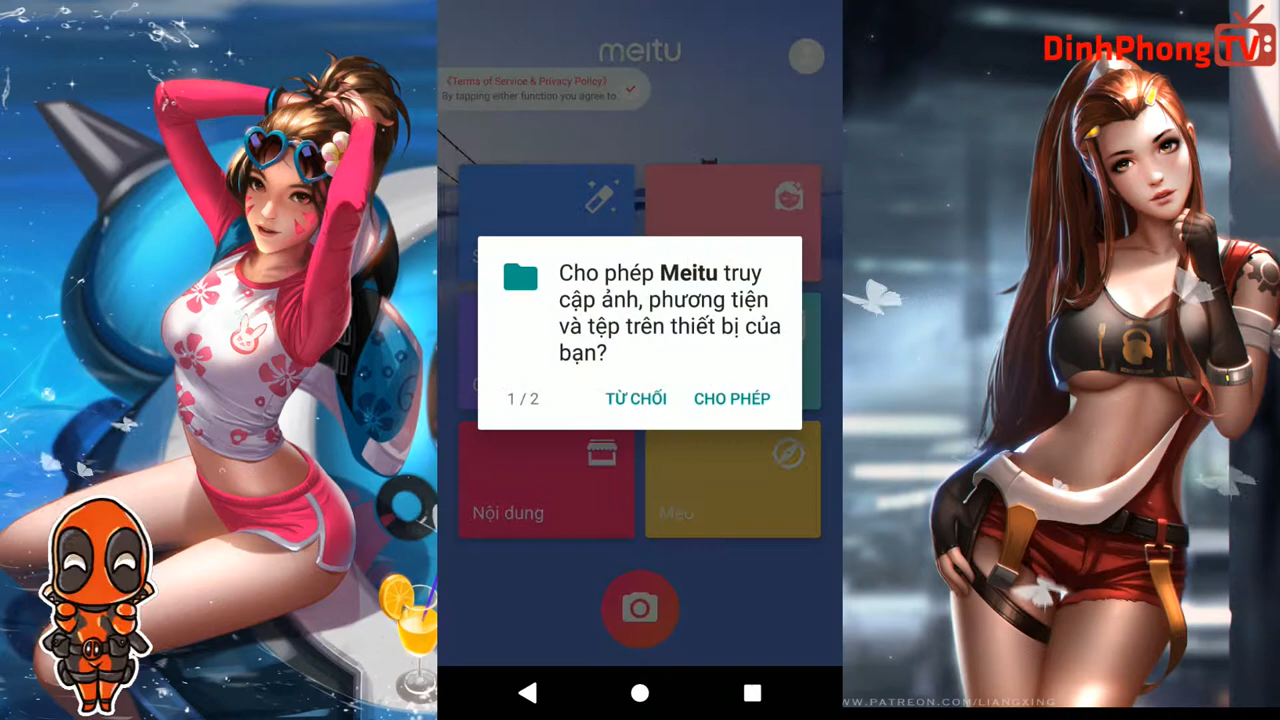 DinhPhongTV
meitu
《Terms of Service & Privacy Policy》
By tapping either function you agree to
Cho phép Meitu truy
cập ảnh, phương tiện
và tệp trên thiết bị của
bạn?
1 / 2
TỪ CHỐI
CHO PHÉP
Nội dung
Mẹo
WWW.PATREON.COM/LIANGXING